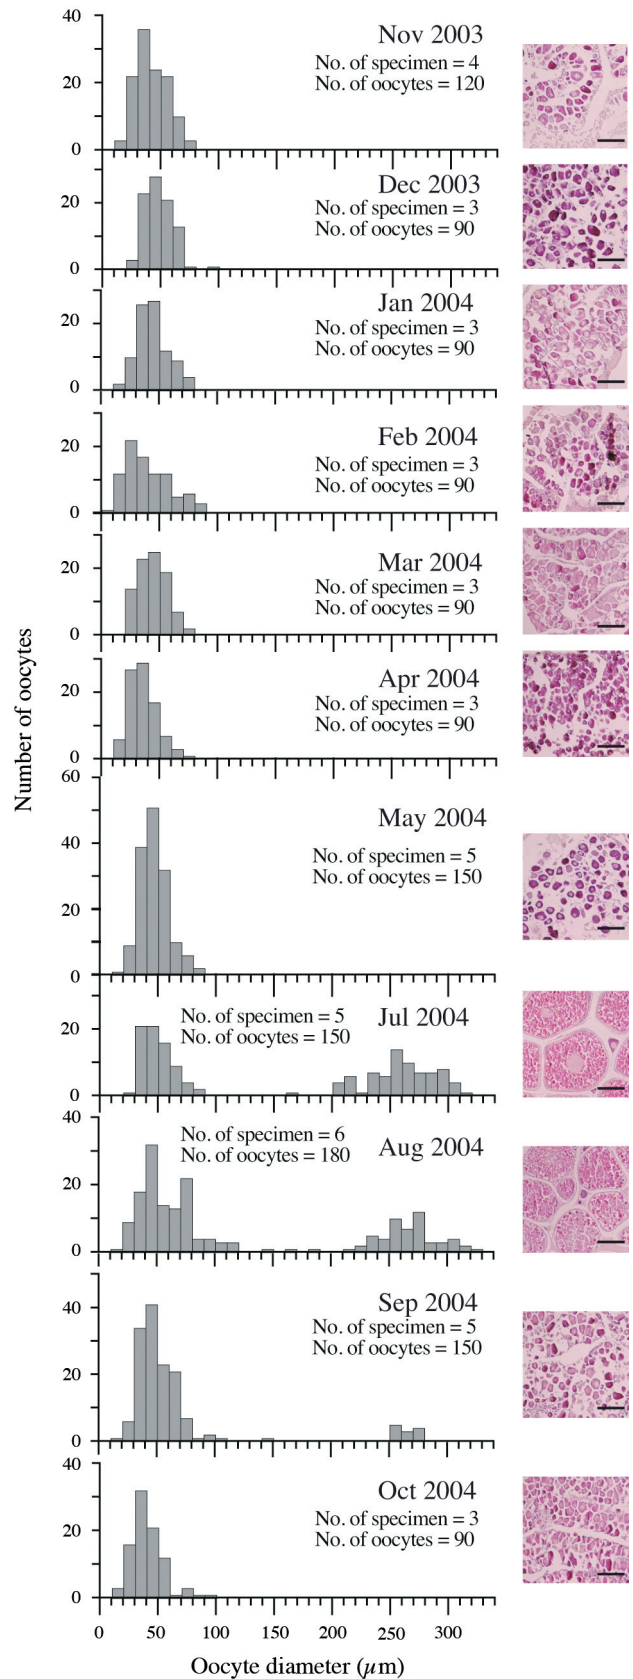 40
20
0
Nov 2003
No. of specimen = 4
No. of oocytes = 120
20
0
Dec 2003
No. of specimen = 3
No. of oocytes = 90
20
0
Jan 2004
No. of specimen = 3
No. of oocytes = 90
20
0
Feb 2004
No. of specimen = 3
No. of oocytes = 90
20
0
Mar 2004
No. of specimen = 3
No. of oocytes = 90
20
0
Apr 2004
No. of specimen = 3
No. of oocytes = 90
Number of oocytes
60
40
20
0
May 2004
No. of specimen = 5
No. of oocytes = 150
20
0
No. of specimen = 5
No. of oocytes = 150
Jul 2004
40
20
0
No. of specimen = 6
No. of oocytes = 180
Aug 2004
40
20
0
Sep 2004
No. of specimen = 5
No. of oocytes = 150
40
20
0
Oct 2004
No. of specimen = 3
No. of oocytes = 90
0 50 100 150 200 250 300
Oocyte diameter (µm)